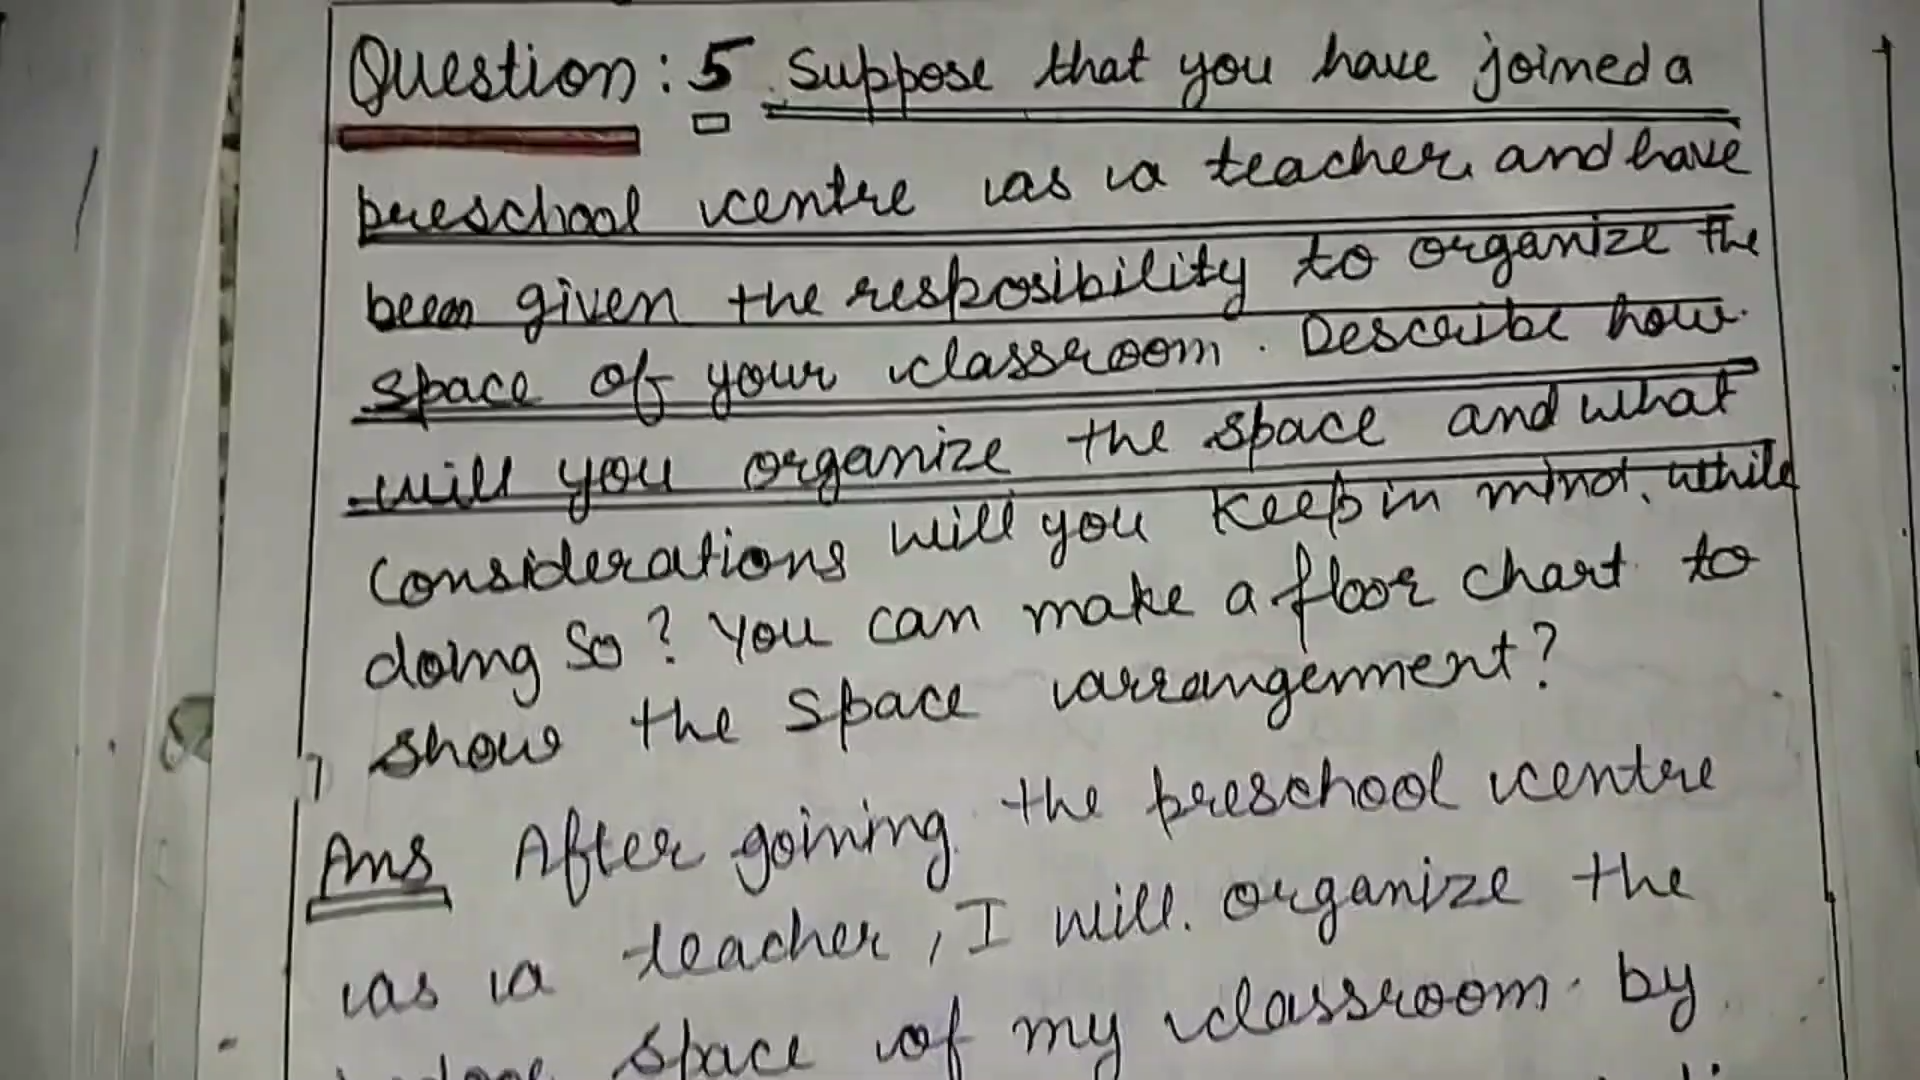 Question: 5 Suppose that you have joined a
preschool centre as a teacher and have
been given the resposibility to organize the
space of your classroom. Describe how
will you organize the space and what
Considerations will you keep in mind, while
doing so? You can make a floor chart to
show the space arrangement?
Ans After goining the preschool centre
as a teacher, I will organize the
space of my classroom by